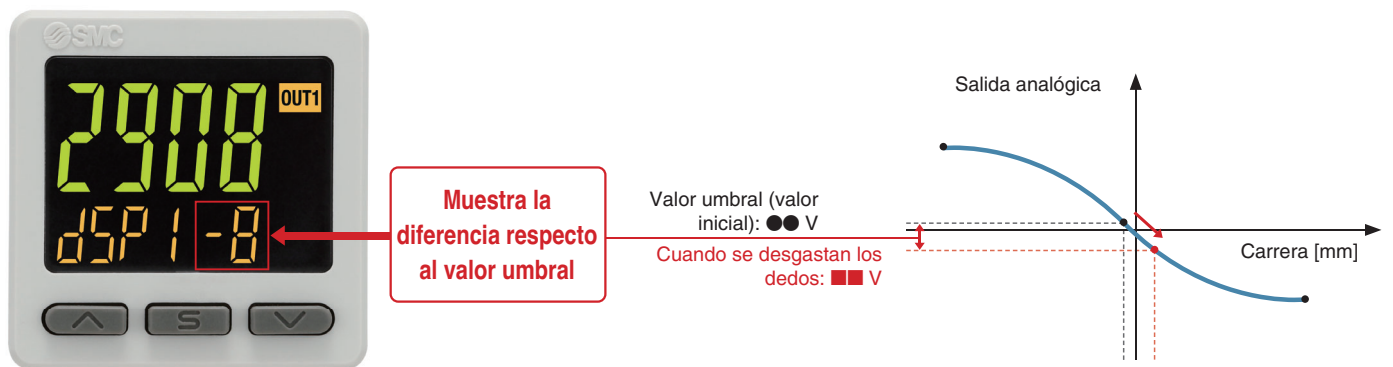 SMC
2908
OUT1
dSP1 -8
S
Muestra la
diferencia respecto
al valor umbral
Valor umbral (valor
inicial): ●● V
Cuando se desgastan los
dedos: ■■ V
Salida analógica
Carrera [mm]